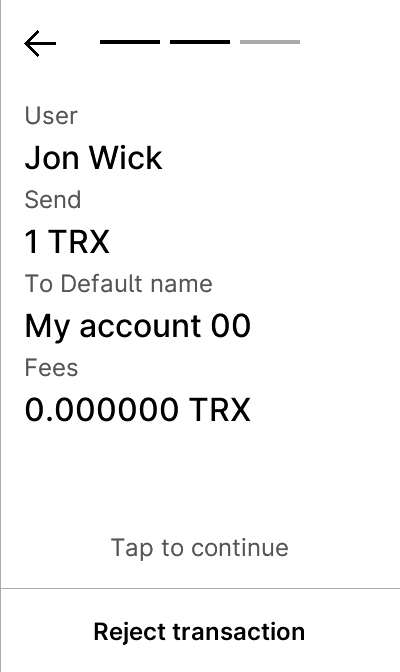 User
Jon Wick
Send
1 TRX
To Default name
My account 00
Fees
0.000000 TRX
Tap to continue
Reject transaction